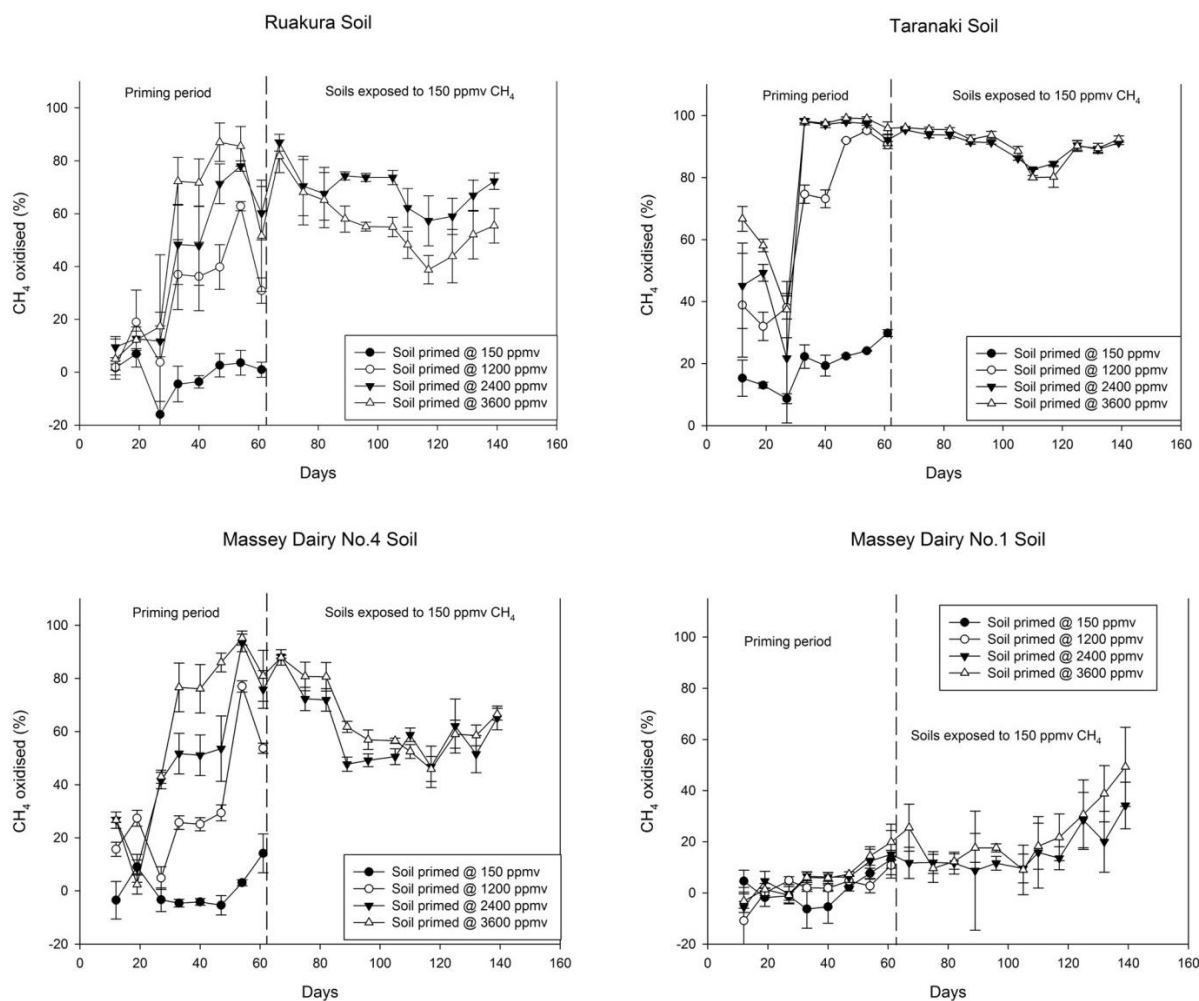 Ruakura Soil
Priming period
Soils exposed to 150 ppmv CH4
CH4 oxidised (%)
100
80
60
40
20
0
-20
Soil primed @ 150 ppmv
Soil primed @ 1200 ppmv
Soil primed @ 2400 ppmv
Soil primed @ 3600 ppmv
0 20 40 60 80 100 120 140 160
Days
Taranaki Soil
Priming period
Soils exposed to 150 ppmv CH4
CH4 oxidised (%)
100
80
60
40
20
0
Soil primed @ 150 ppmv
Soil primed @ 1200 ppmv
Soil primed @ 2400 ppmv
Soil primed @ 3600 ppmv
0 20 40 60 80 100 120 140 160
Days
Massey Dairy No.4 Soil
Priming period
Soils exposed to 150 ppmv CH4
CH4 oxidised (%)
100
80
60
40
20
0
-20
Soil primed @ 150 ppmv
Soil primed @ 1200 ppmv
Soil primed @ 2400 ppmv
Soil primed @ 3600 ppmv
0 20 40 60 80 100 120 140 160
Days
Massey Dairy No.1 Soil
Soil primed @ 150 ppmv
Soil primed @ 1200 ppmv
Soil primed @ 2400 ppmv
Soil primed @ 3600 ppmv
Priming period
Soils exposed to 150 ppmv CH4
CH4 oxidised (%)
100
80
60
40
20
0
-20
0 20 40 60 80 100 120 140 160
Days